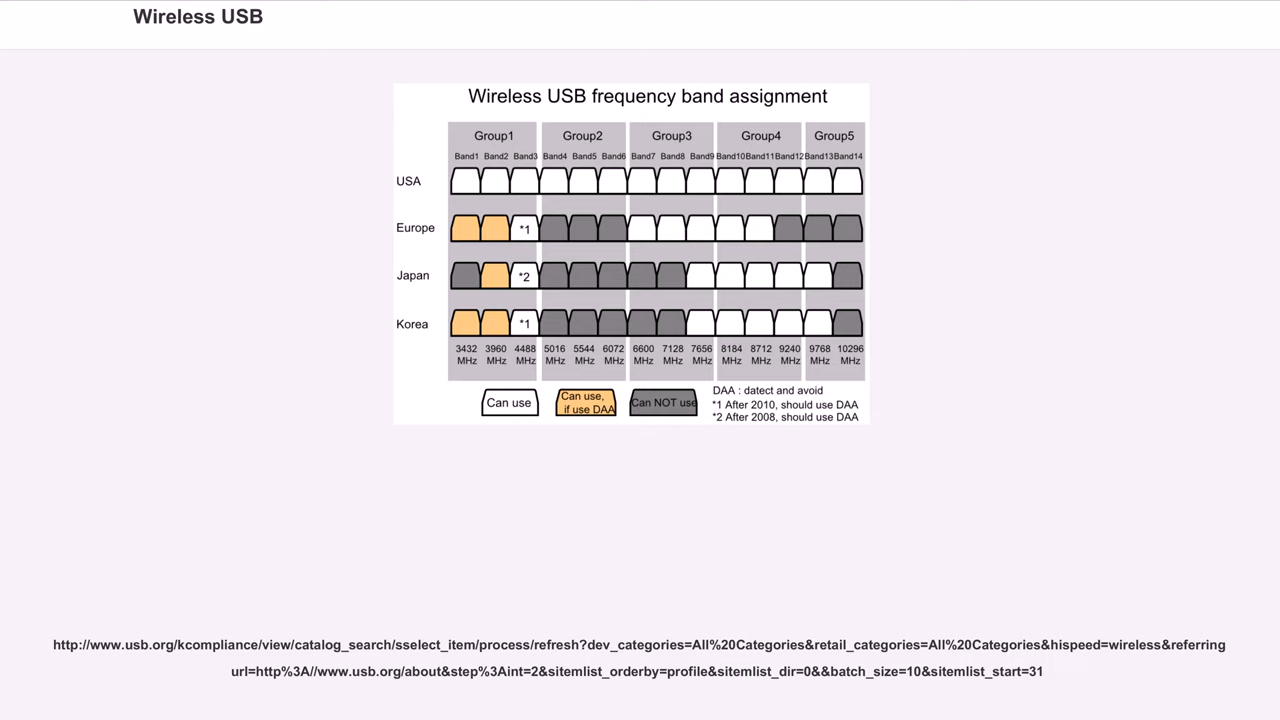 Wireless USB
Wireless USB frequency band assignment
Group1 Group2 Group3 Group4 Group5
Band1 Band2 Band3 Band4 Band5 Band6 Band7 Band8 Band9 Band10 Band11 Band12 Band13 Band14
USA
Europe *1
Japan *2
Korea *1
3432 3960 4488 5016 5544 6072 6600 7128 7656 8184 8712 9240 9768 10296
MHz MHz MHz MHz MHz MHz MHz MHz MHz MHz MHz MHz MHz MHz
Can use
Can use,
if use DAA
Can NOT use
DAA : datect and avoid
*1 After 2010, should use DAA
*2 After 2008, should use DAA
http://www.usb.org/kcompliance/view/catalog_search/sselect_item/process/refresh?dev_categories=All%20Categories&retail_categories=All%20Categories&hispeed=wireless&referring
url=http%3A//www.usb.org/about&step%3Aint=2&sitemlist_orderby=profile&sitemlist_dir=0&&batch_size=10&sitemlist_start=31